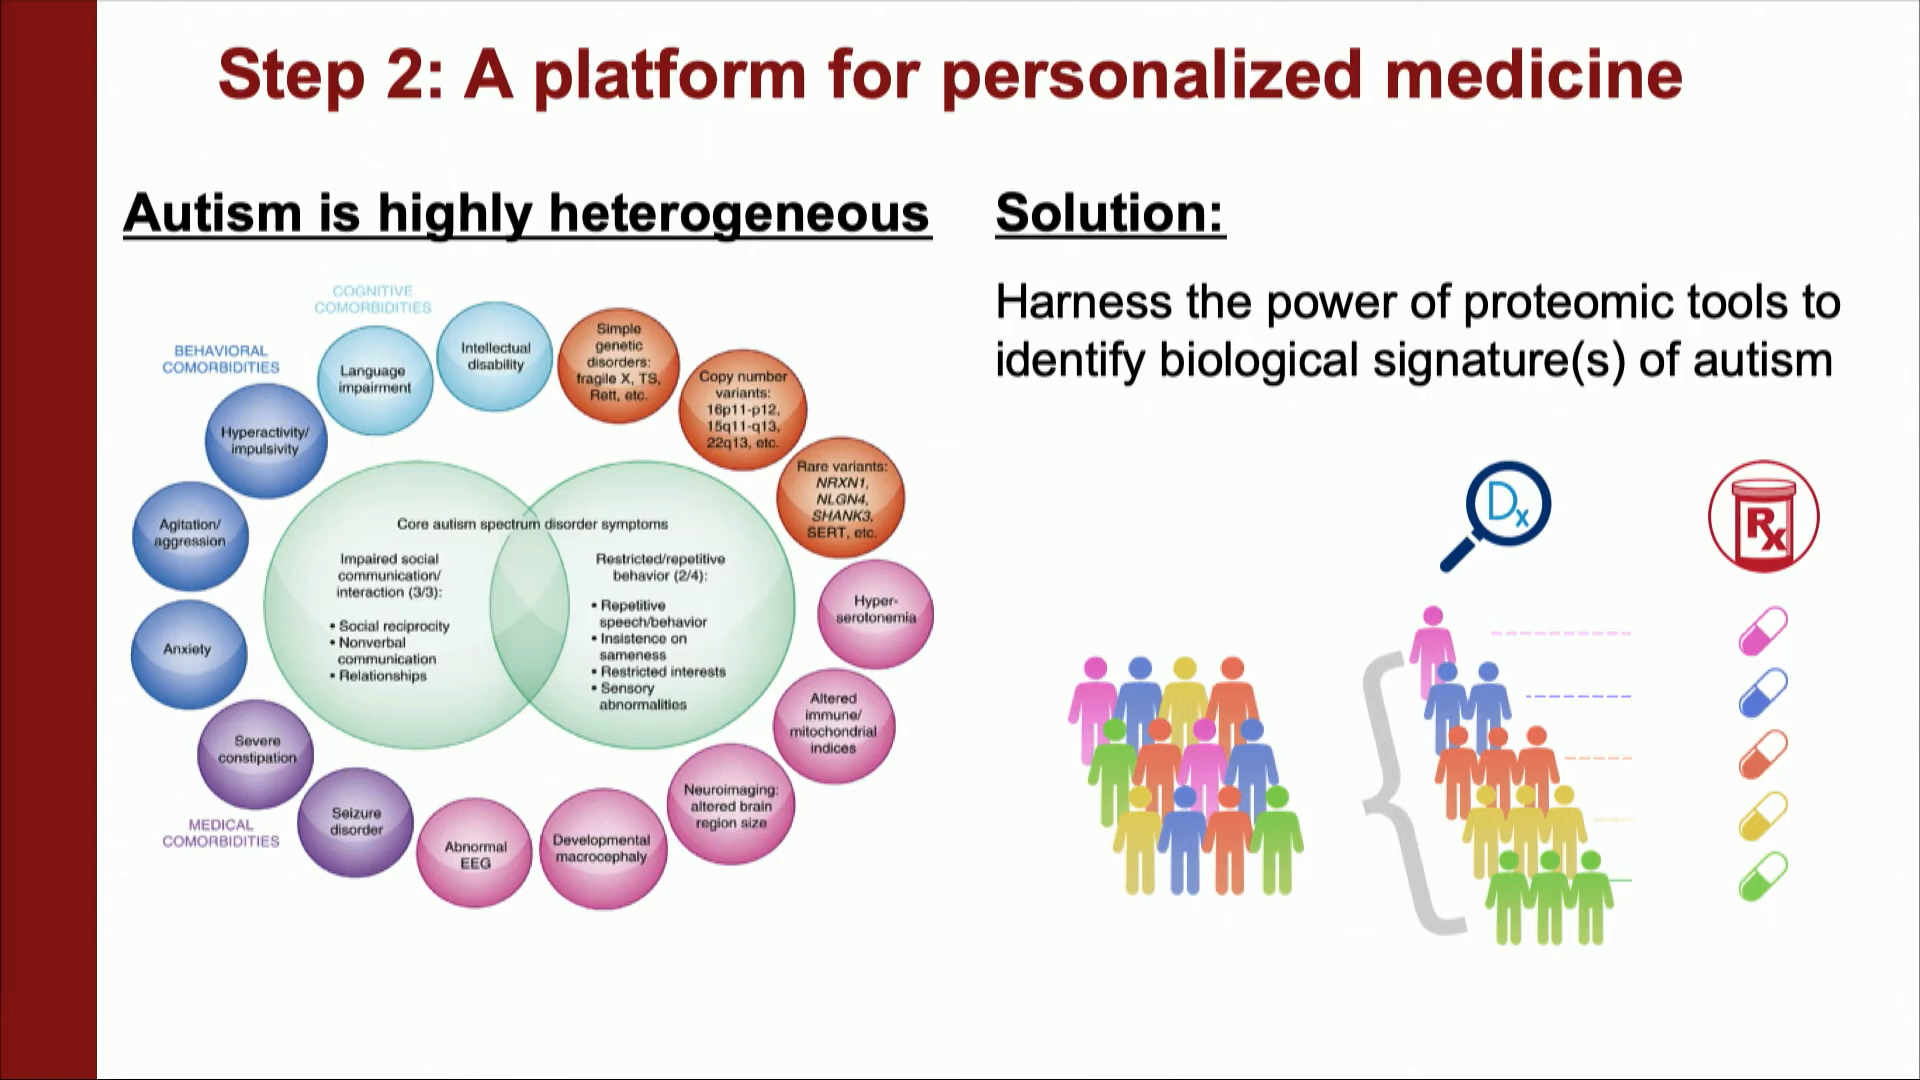 Step 2: A platform for personalized medicine
Autism is highly heterogeneous
COGNITIVE
COMORBIDITIES
BEHAVIORAL
COMORBIDITIES
Language
impairment
Intellectual
disability
Simple
genetic
disorders:
fragile X, TS,
Rett, etc.
Copy number
variants:
16p11-p12,
15q11-q13,
22q13, etc.
Rare variants:
NRXN1,
NLGN4,
SHANK3,
SERT, etc.
Hyperactivity/
impulsivity
Agitation/
aggression
Anxiety
Severe
constipation
MEDICAL
COMORBIDITIES
Seizure
disorder
Abnormal
EEG
Developmental
macrocephaly
Neuroimaging:
altered brain
region size
Altered
immune/
mitochondrial
indices
Hyper-
serotonemia
Core autism spectrum disorder symptoms
Impaired social
communication/
interaction (3/3):
• Social reciprocity
• Nonverbal
communication
• Relationships
Restricted/repetitive
behavior (2/4):
• Repetitive
speech/behavior
• Insistence on
sameness
• Restricted interests
• Sensory
abnormalities
Solution:
Harness the power of proteomic tools to
identify biological signature(s) of autism
Dx
Rx